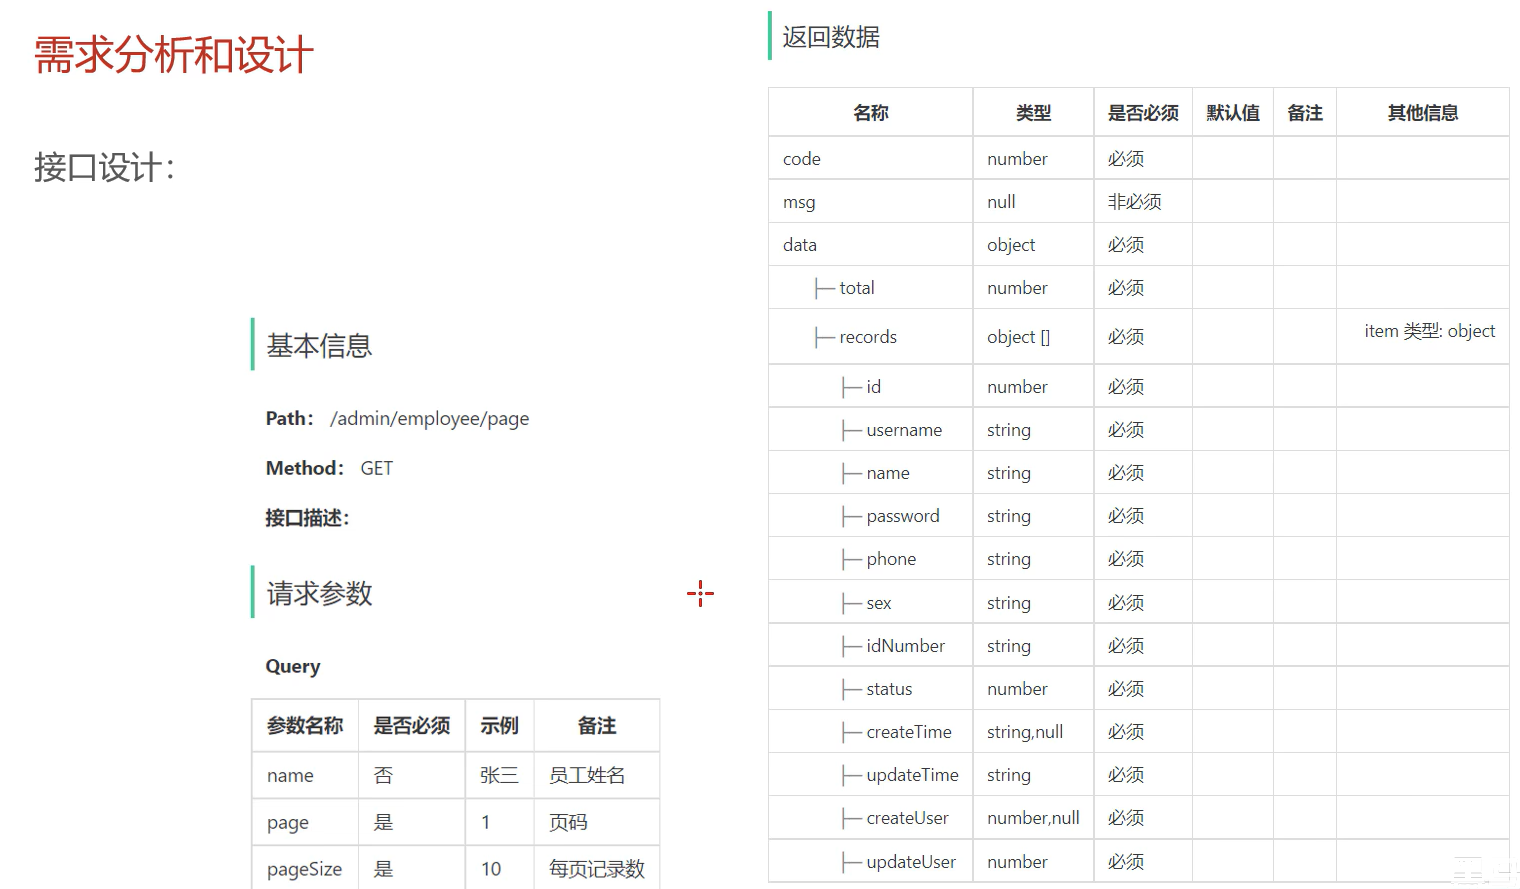 需求分析和设计
接口设计：
基本信息
Path： /admin/employee/page
Method： GET
接口描述：
请求参数
Query
参数名称 是否必须 示例 备注
name 否 张三 员工姓名
page 是 1 页码
pageSize 是 10 每页记录数
返回数据
名称 类型 是否必须 默认值 备注 其他信息
code number 必须
msg null 非必须
data object 必须
├─ total number 必须
├─ records object [] 必须 item 类型: object
├─ id number 必须
├─ username string 必须
├─ name string 必须
├─ password string 必须
├─ phone string 必须
├─ sex string 必须
├─ idNumber string 必须
├─ status number 必须
├─ createTime string,null 必须
├─ updateTime string 必须
├─ createUser number,null 必须
├─ updateUser number 必须